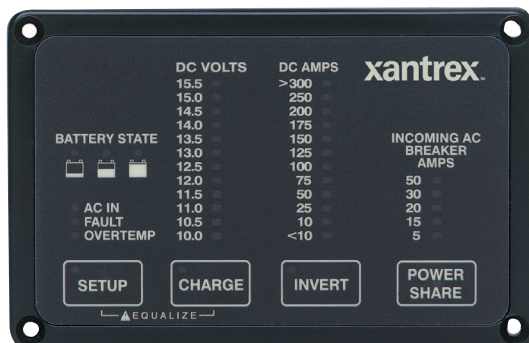 xantrex
DC VOLTS
15.5
15.0
14.5
14.0
13.5
13.0
12.5
12.0
11.5
11.0
10.5
10.0
DC AMPS
>300
250
200
175
150
125
100
75
50
25
10
<10
INCOMING AC
BREAKER
AMPS
50
30
20
15
5
BATTERY STATE
AC IN
FAULT
OVERTEMP
SETUP
CHARGE
INVERT
POWER
SHARE
EQUALIZE